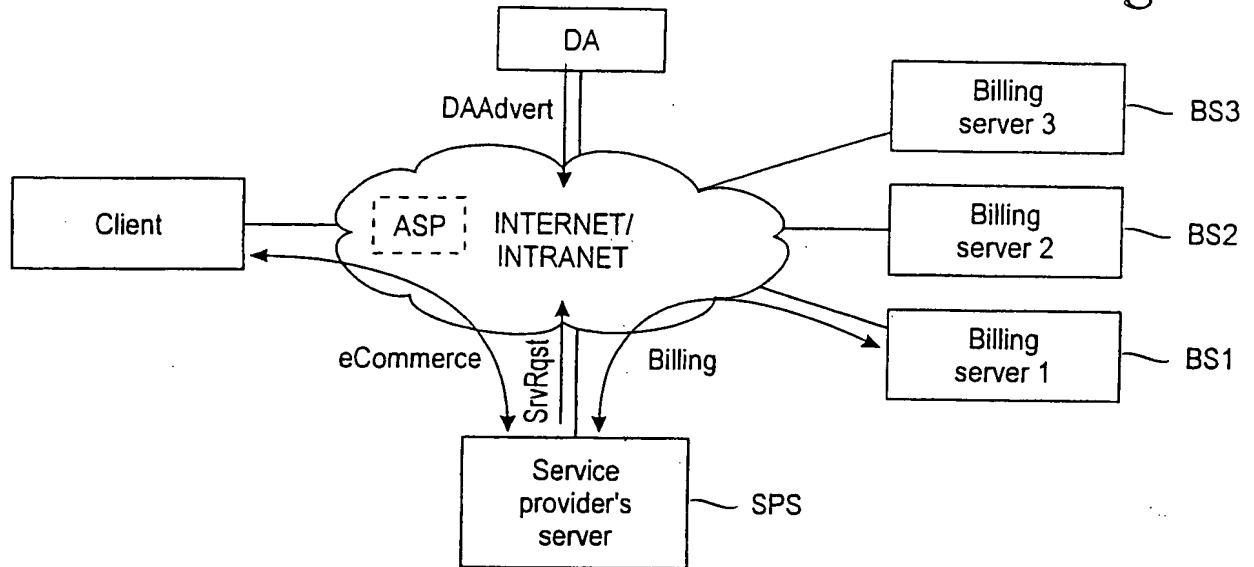 DA
DAAdvert
Billing
server 3
BS3
Client
ASP
INTERNET/
INTRANET
Billing
server 2
BS2
eCommerce
SrvRqst
Billing
Billing
server 1
BS1
Service
provider's
server
SPS